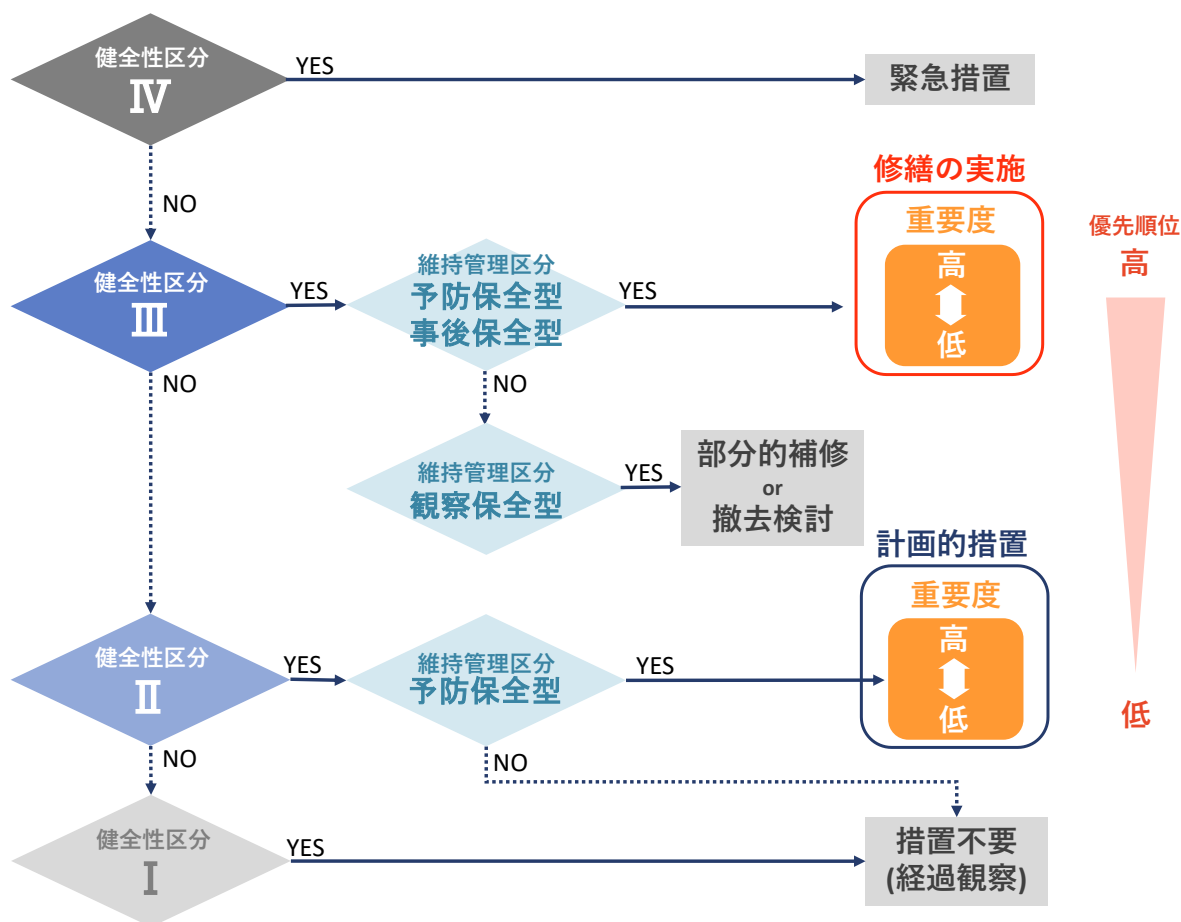 健全性区分
Ⅳ
YES
緊急措置
NO
修繕の実施
重要度
高
低
優先順位
高
健全性区分
Ⅲ
YES
維持管理区分
予防保全型
事後保全型
YES
NO
NO
維持管理区分
観察保全型
YES
部分的補修
or
撤去検討
計画的措置
重要度
高
低
低
健全性区分
Ⅱ
YES
維持管理区分
予防保全型
YES
NO
NO
健全性区分
Ⅰ
YES
措置不要
(経過観察)